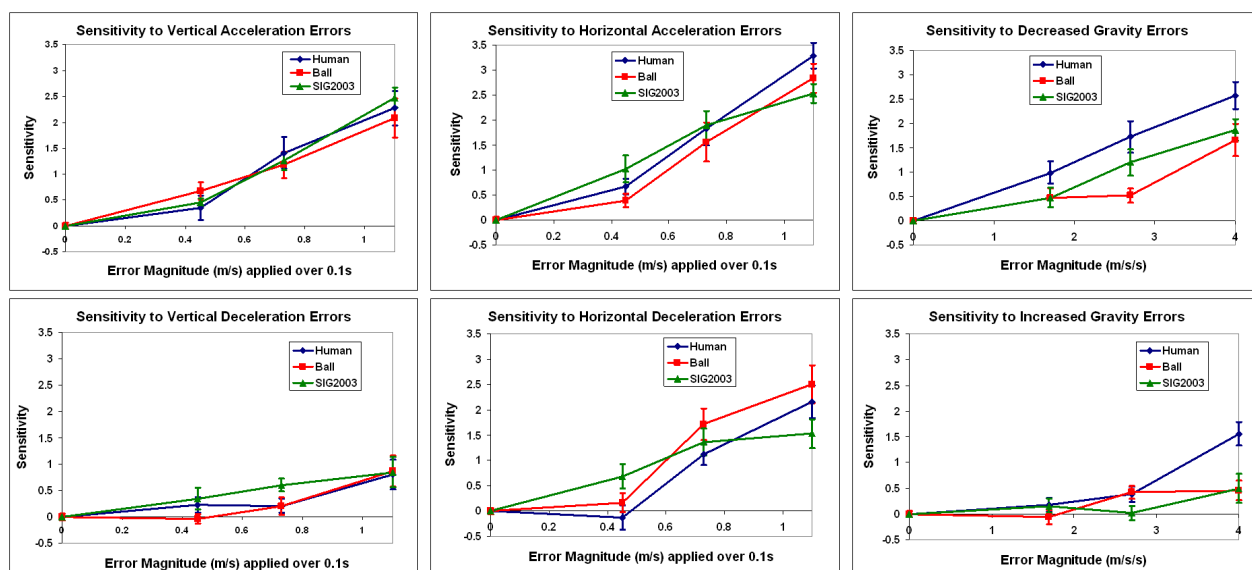 Sensitivity to Vertical Acceleration Errors
3.5
3
2.5
2
1.5
1
0.5
0
-0.5
Sensitivity
Human
Ball
SIG2003
0 0.2 0.4 0.6 0.8 1
Error Magnitude (m/s) applied over 0.1s
Sensitivity to Horizontal Acceleration Errors
3.5
3
2.5
2
1.5
1
0.5
0
-0.5
Sensitivity
Human
Ball
SIG2003
0 0.2 0.4 0.6 0.8 1
Error Magnitude (m/s) applied over 0.1s
Sensitivity to Decreased Gravity Errors
3.5
3
2.5
2
1.5
1
0.5
0
-0.5
Sensitivity
Human
Ball
SIG2003
0 1 2 3 4
Error Magnitude (m/s/s)
Sensitivity to Vertical Deceleration Errors
3.5
3
2.5
2
1.5
1
0.5
0
-0.5
Sensitivity
Human
Ball
SIG2003
0 0.2 0.4 0.6 0.8 1
Error Magnitude (m/s) applied over 0.1s
Sensitivity to Horizontal Deceleration Errors
3.5
3
2.5
2
1.5
1
0.5
0
-0.5
Sensitivity
Human
Ball
SIG2003
0 0.2 0.4 0.6 0.8 1
Error Magnitude (m/s) applied over 0.1s
Sensitivity to Increased Gravity Errors
3.5
3
2.5
2
1.5
1
0.5
0
-0.5
Sensitivity
Human
Ball
SIG2003
0 1 2 3 4
Error Magnitude (m/s/s)